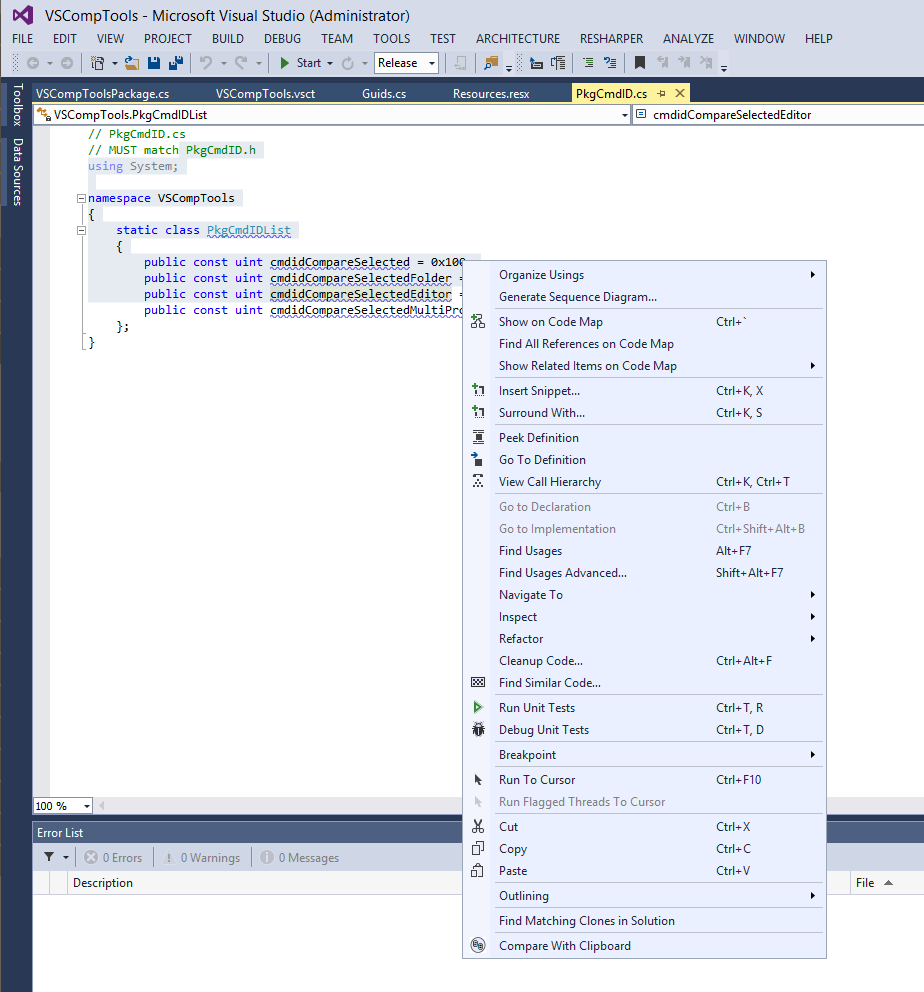 VSCompTools - Microsoft Visual Studio (Administrator)
FILE EDIT VIEW PROJECT BUILD DEBUG TEAM TOOLS TEST ARCHITECTURE RESHARPER ANALYZE WINDOW HELP
Start Release
Toolbox
Data Sources
VSCompToolsPackage.cs VSCompTools.vsct Guids.cs Resources.resx PkgCmdID.cs
VSCompTools.PkgCmdIDList cmdidCompareSelectedEditor
// PkgCmdID.cs
// MUST match PkgCmdID.h
using System;
namespace VSCompTools
{
static class PkgCmdIDList
{
public const uint cmdidCompareSelected = 0x100
public const uint cmdidCompareSelectedFolder =
public const uint cmdidCompareSelectedEditor =
public const uint cmdidCompareSelectedMultiPro
};
}
Organize Usings
Generate Sequence Diagram...
Show on Code Map Ctrl+`
Find All References on Code Map
Show Related Items on Code Map
Insert Snippet... Ctrl+K, X
Surround With... Ctrl+K, S
Peek Definition
Go To Definition
View Call Hierarchy Ctrl+K, Ctrl+T
Go to Declaration Ctrl+B
Go to Implementation Ctrl+Shift+Alt+B
Find Usages Alt+F7
Find Usages Advanced... Shift+Alt+F7
Navigate To
Inspect
Refactor
Cleanup Code... Ctrl+Alt+F
Find Similar Code...
Run Unit Tests Ctrl+T, R
Debug Unit Tests Ctrl+T, D
Breakpoint
Run To Cursor Ctrl+F10
Run Flagged Threads To Cursor
Cut Ctrl+X
Copy Ctrl+C
Paste Ctrl+V
Outlining
Find Matching Clones in Solution
Compare With Clipboard
100 %
Error List
0 Errors 0 Warnings 0 Messages
Description File